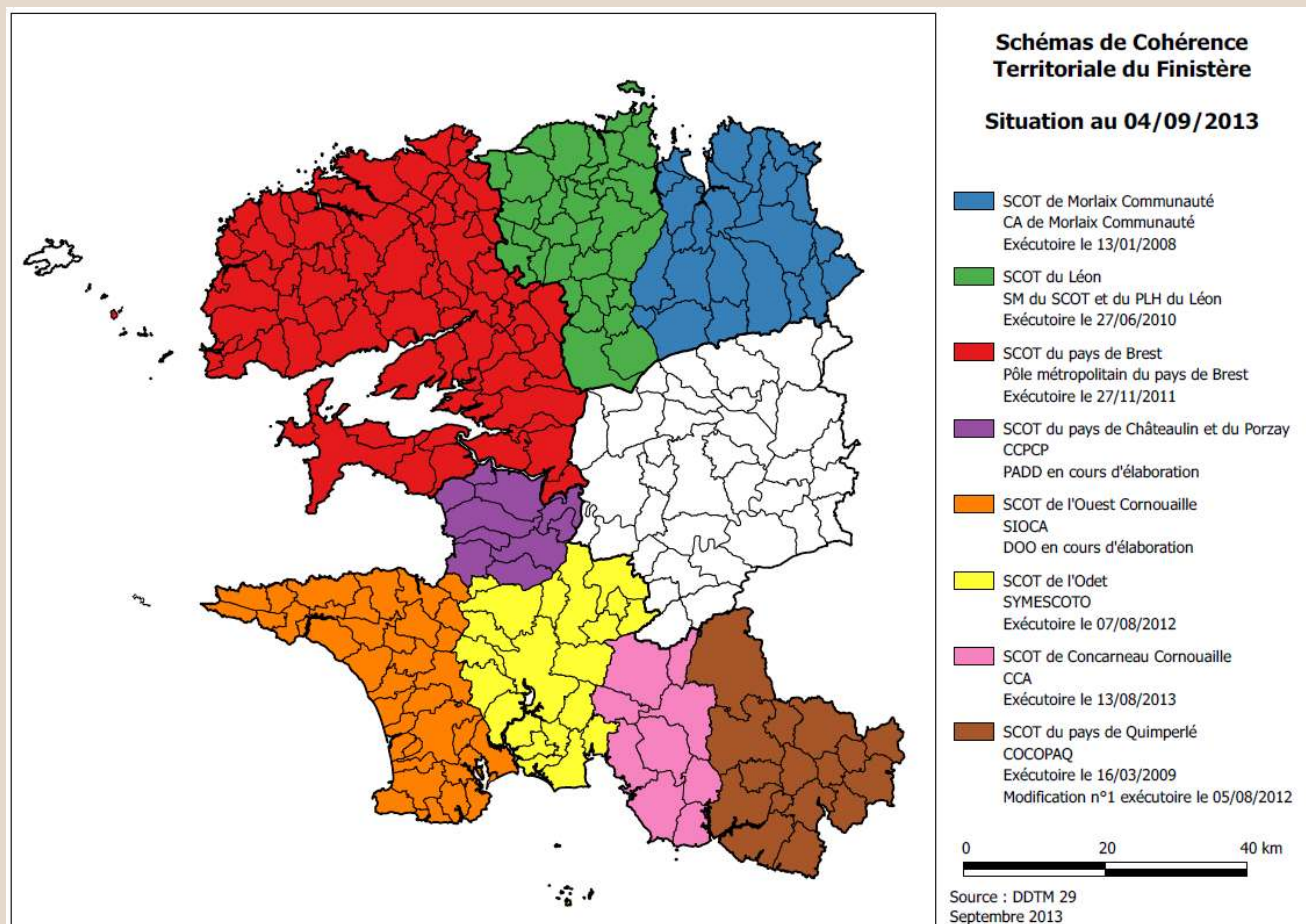 Schémas de Cohérence
Territoriale du Finistère
Situation au 04/09/2013
SCOT de Morlaix Communauté
CA de Morlaix Communauté
Exécutoire le 13/01/2008
SCOT du Léon
SM du SCOT et du PLH du Léon
Exécutoire le 27/06/2010
SCOT du pays de Brest
Pôle métropolitain du pays de Brest
Exécutoire le 27/11/2011
SCOT du pays de Châteaulin et du Porzay
CCPCP
PADD en cours d'élaboration
SCOT de l'Ouest Cornouaille
SIOCA
DOO en cours d'élaboration
SCOT de l'Odet
SYMESCOTO
Exécutoire le 07/08/2012
SCOT de Concarneau Cornouaille
CCA
Exécutoire le 13/08/2013
SCOT du pays de Quimperlé
COCOPAQ
Exécutoire le 16/03/2009
Modification n°1 exécutoire le 05/08/2012
0 20 40 km
Source : DDTM 29
Septembre 2013